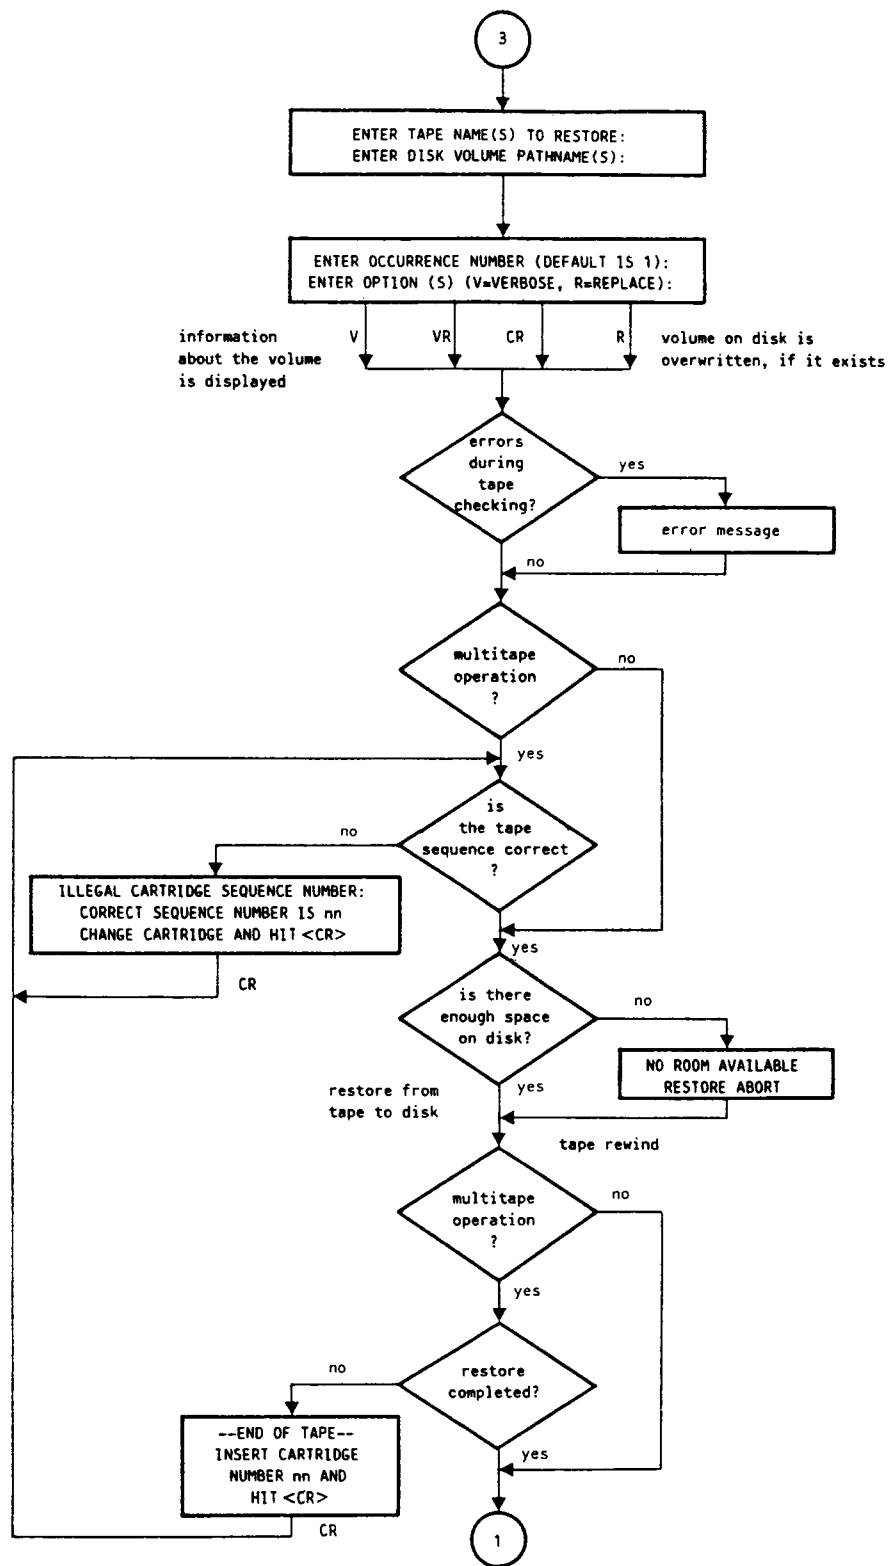 3
ENTER TAPE NAME(S) TO RESTORE:
ENTER DISK VOLUME PATHNAME(S):
ENTER OCCURRENCE NUMBER (DEFAULT IS 1):
ENTER OPTION (S) (V=VERBOSE, R=REPLACE):
information
about the volume
is displayed
V
VR
CR
R
volume on disk is
overwritten, if it exists
errors
during
tape
checking?
yes
error message
no
multitape
operation
?
no
yes
is
the tape
sequence correct
?
no
ILLEGAL CARTRIDGE SEQUENCE NUMBER:
CORRECT SEQUENCE NUMBER IS nn
CHANGE CARTRIDGE AND HIT <CR>
CR
yes
is there
enough space
on disk?
no
NO ROOM AVAILABLE
RESTORE ABORT
restore from
tape to disk
yes
tape rewind
multitape
operation
?
no
yes
restore
completed?
no
--END OF TAPE--
INSERT CARTRIDGE
NUMBER nn AND
HIT <CR>
CR
yes
1